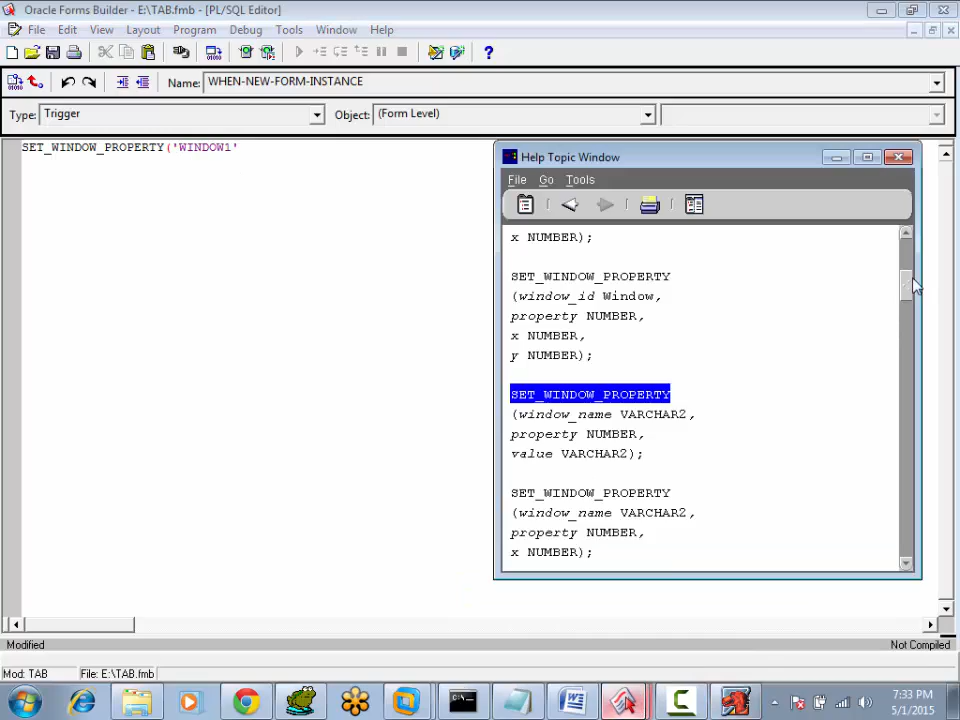 Oracle Forms Builder - E:\TAB.fmb - [PL/SQL Editor]
File Edit View Layout Program Debug Tools Window Help
Name: WHEN-NEW-FORM-INSTANCE
Type: Trigger Object: (Form Level)
SET_WINDOW_PROPERTY('WINDOW1'
Help Topic Window
File Go Tools
x NUMBER);
SET_WINDOW_PROPERTY
(window_id Window,
property NUMBER,
x NUMBER,
y NUMBER);
SET_WINDOW_PROPERTY
(window_name VARCHAR2,
property NUMBER,
value VARCHAR2);
SET_WINDOW_PROPERTY
(window_name VARCHAR2,
property NUMBER,
x NUMBER);
Modified Not Compiled
Mod: TAB File: E:\TAB.fmb
7:33 PM
5/1/2015